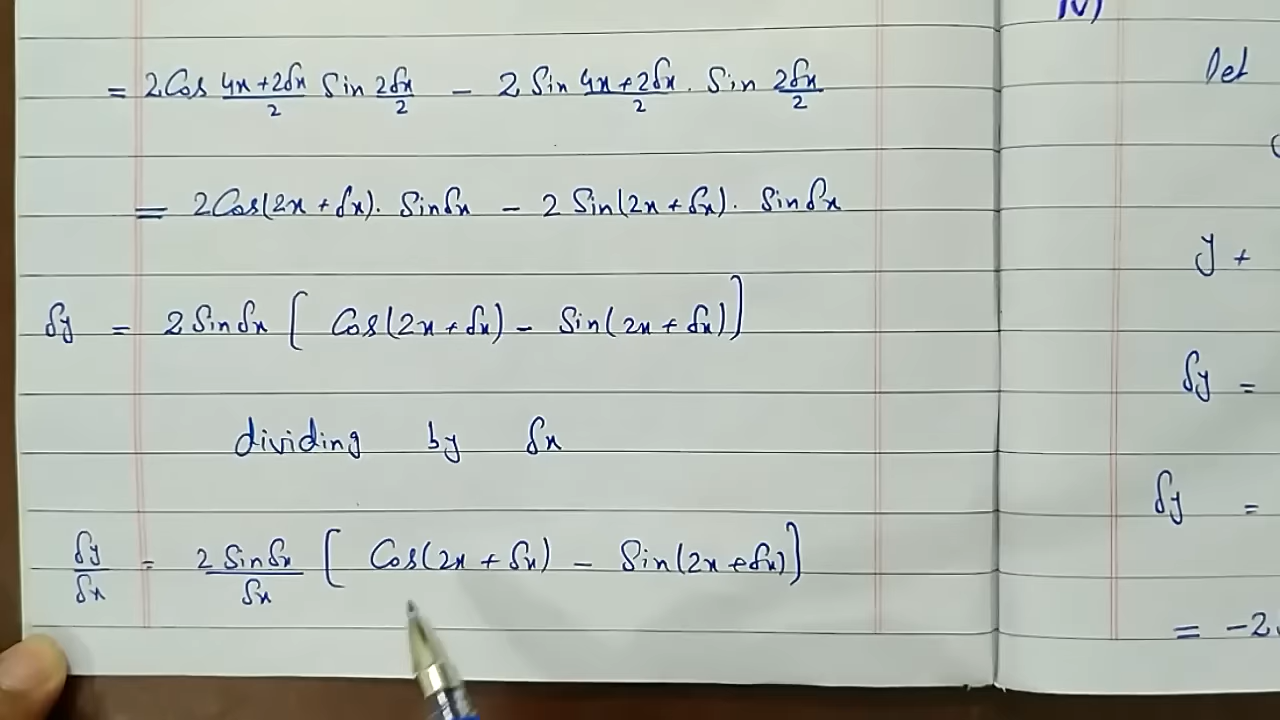 = 2Cos (4x+2δx)/2 Sin 2δx/2 - 2 Sin (4x+2δx)/2 . Sin 2δx/2
= 2Cos(2x + δx). Sinδx - 2 Sin(2x + δx). Sinδx
δy = 2 Sinδx [ Cos(2x + δx) - Sin(2x + δx)]
dividing by δx
δy/δx = 2 Sinδx/δx [ Cos(2x + δx) - Sin(2x + δx)]
iv)
Let
y +
δy =
δy =
= -2